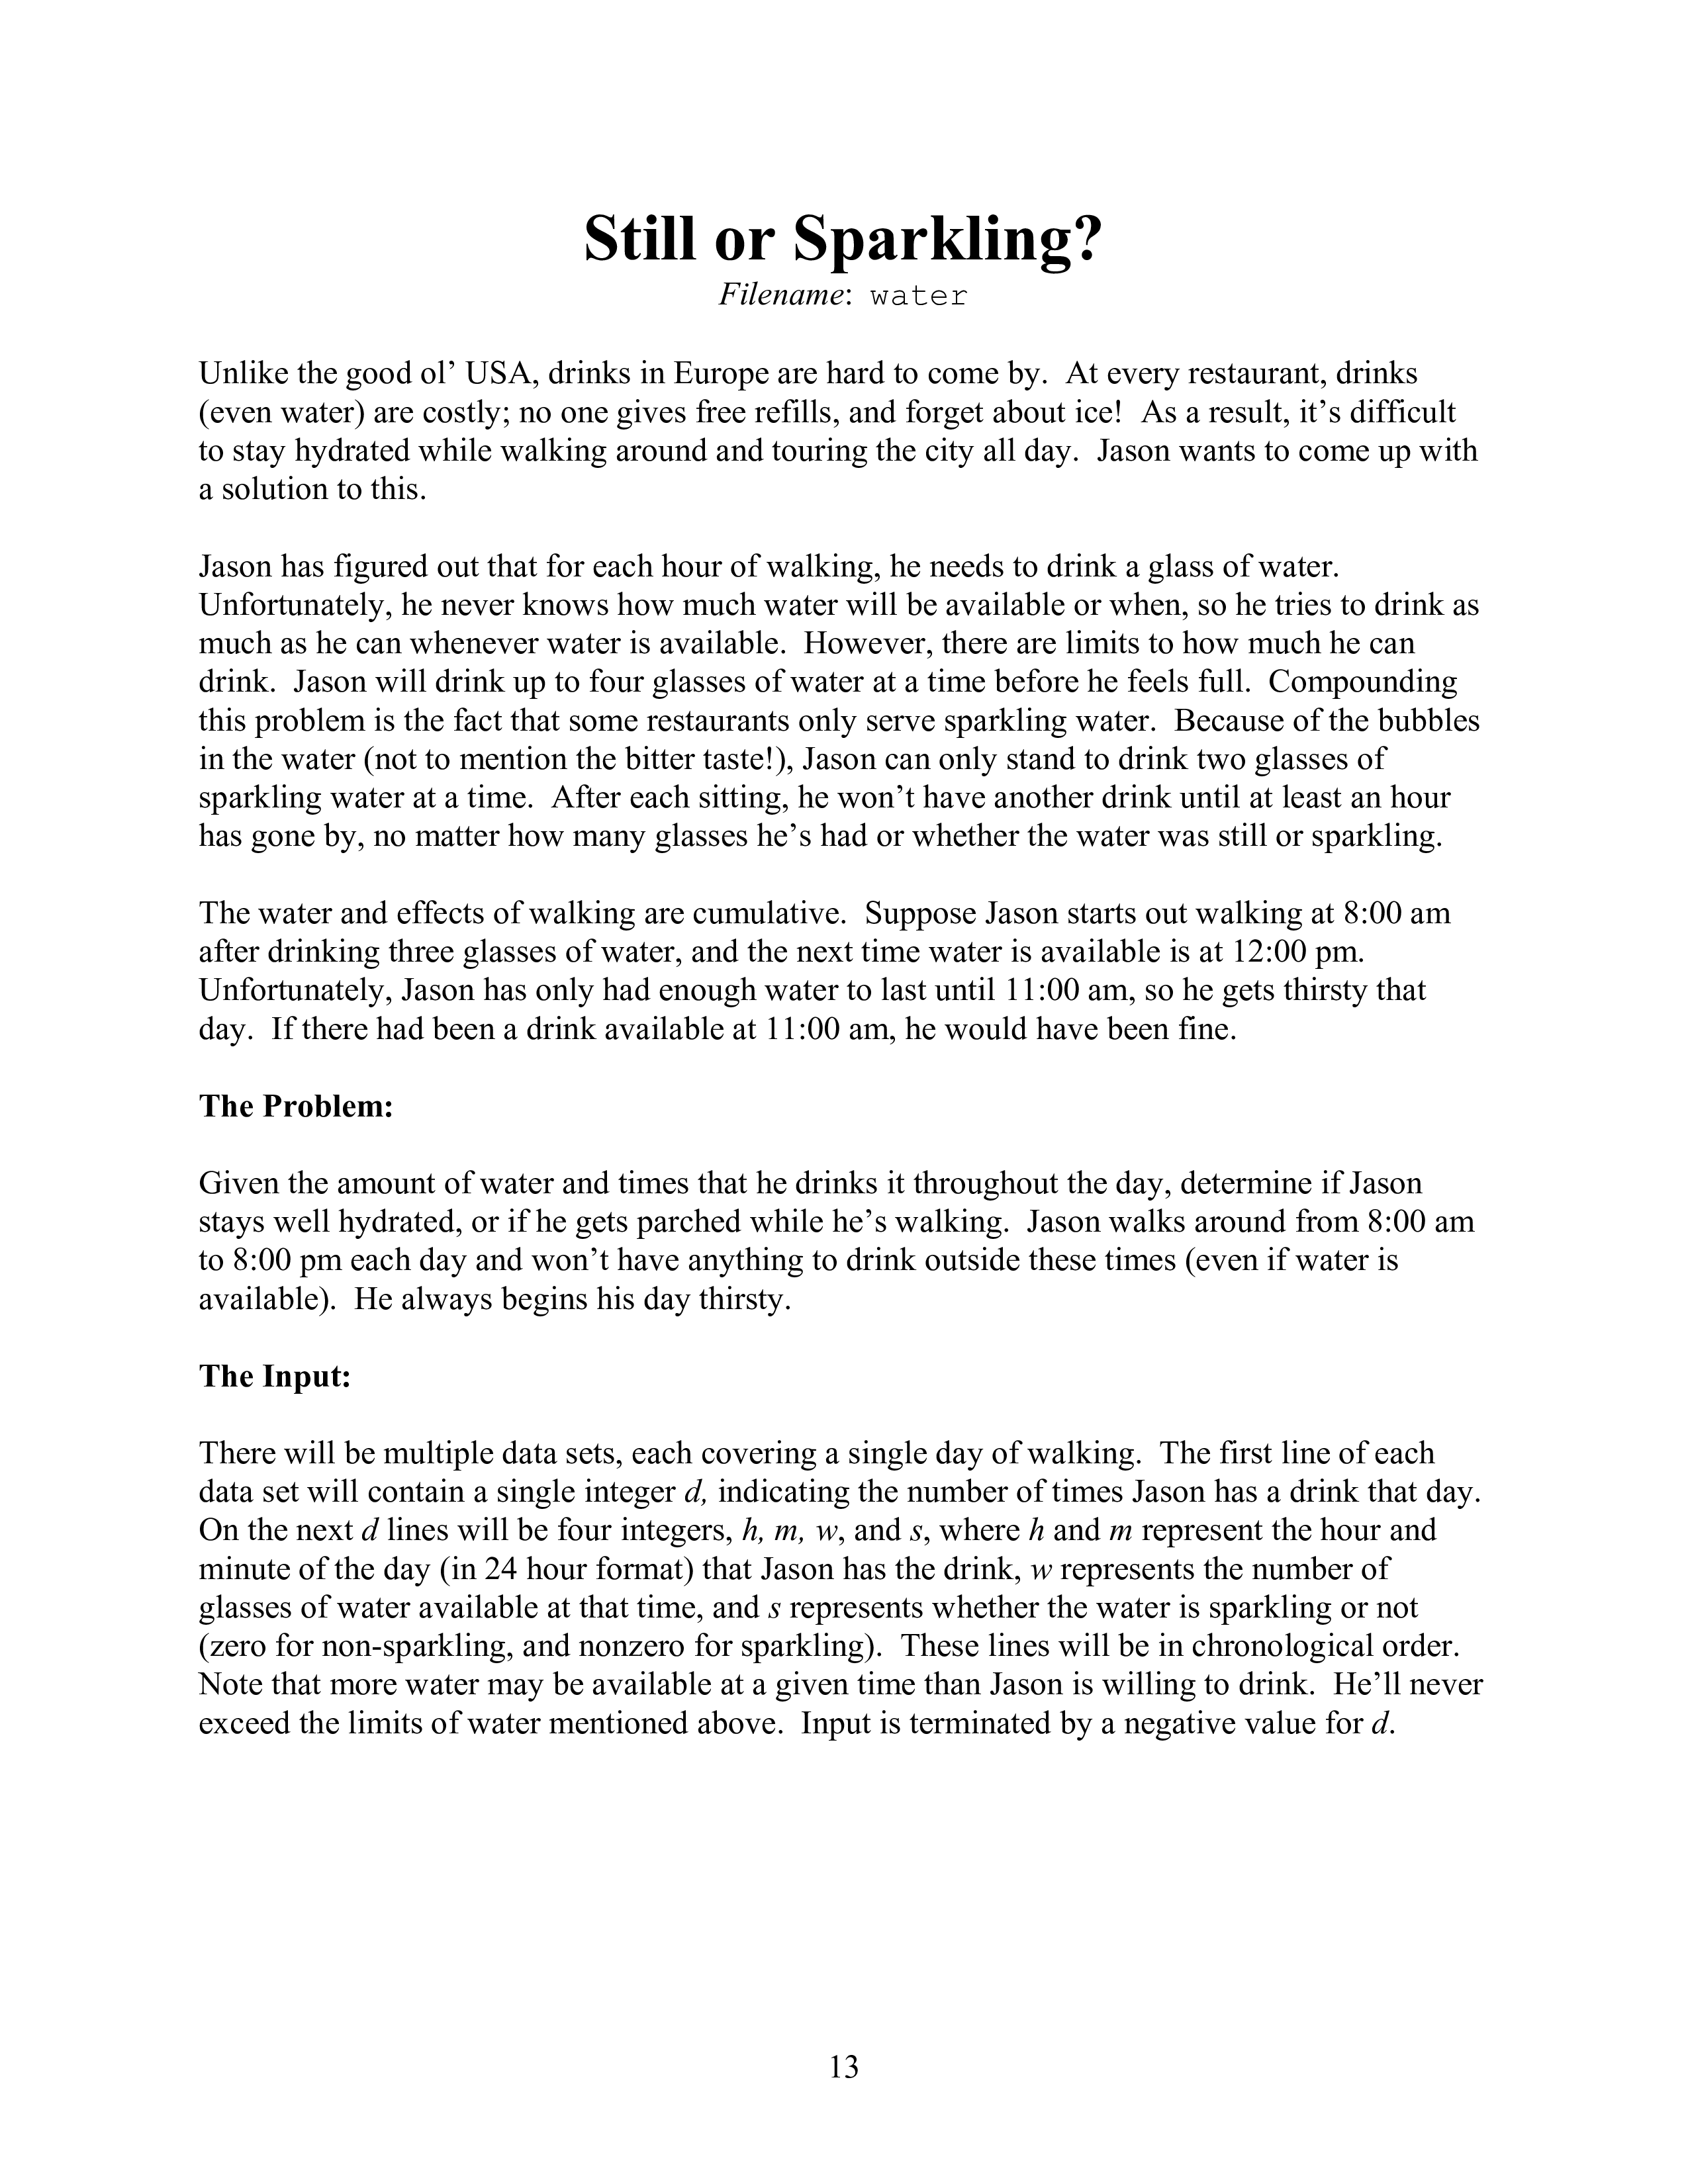 Still or Sparkling?
Filename: water
Unlike the good ol’ USA, drinks in Europe are hard to come by. At every restaurant, drinks
(even water) are costly; no one gives free refills, and forget about ice! As a result, it’s difficult
to stay hydrated while walking around and touring the city all day. Jason wants to come up with
a solution to this.
Jason has figured out that for each hour of walking, he needs to drink a glass of water.
Unfortunately, he never knows how much water will be available or when, so he tries to drink as
much as he can whenever water is available. However, there are limits to how much he can
drink. Jason will drink up to four glasses of water at a time before he feels full. Compounding
this problem is the fact that some restaurants only serve sparkling water. Because of the bubbles
in the water (not to mention the bitter taste!), Jason can only stand to drink two glasses of
sparkling water at a time. After each sitting, he won’t have another drink until at least an hour
has gone by, no matter how many glasses he’s had or whether the water was still or sparkling.
The water and effects of walking are cumulative. Suppose Jason starts out walking at 8:00 am
after drinking three glasses of water, and the next time water is available is at 12:00 pm.
Unfortunately, Jason has only had enough water to last until 11:00 am, so he gets thirsty that
day. If there had been a drink available at 11:00 am, he would have been fine.
The Problem:
Given the amount of water and times that he drinks it throughout the day, determine if Jason
stays well hydrated, or if he gets parched while he’s walking. Jason walks around from 8:00 am
to 8:00 pm each day and won’t have anything to drink outside these times (even if water is
available). He always begins his day thirsty.
The Input:
There will be multiple data sets, each covering a single day of walking. The first line of each
data set will contain a single integer d, indicating the number of times Jason has a drink that day.
On the next d lines will be four integers, h, m, w, and s, where h and m represent the hour and
minute of the day (in 24 hour format) that Jason has the drink, w represents the number of
glasses of water available at that time, and s represents whether the water is sparkling or not
(zero for non-sparkling, and nonzero for sparkling). These lines will be in chronological order.
Note that more water may be available at a given time than Jason is willing to drink. He’ll never
exceed the limits of water mentioned above. Input is terminated by a negative value for d.
13